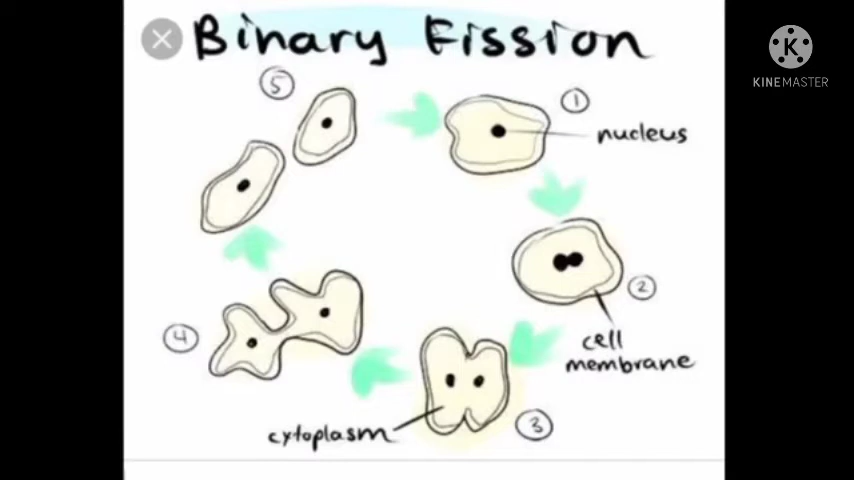 Binary Fission
KINEMASTER
5
1
nucleus
2
cell
membrane
4
3
cytoplasm